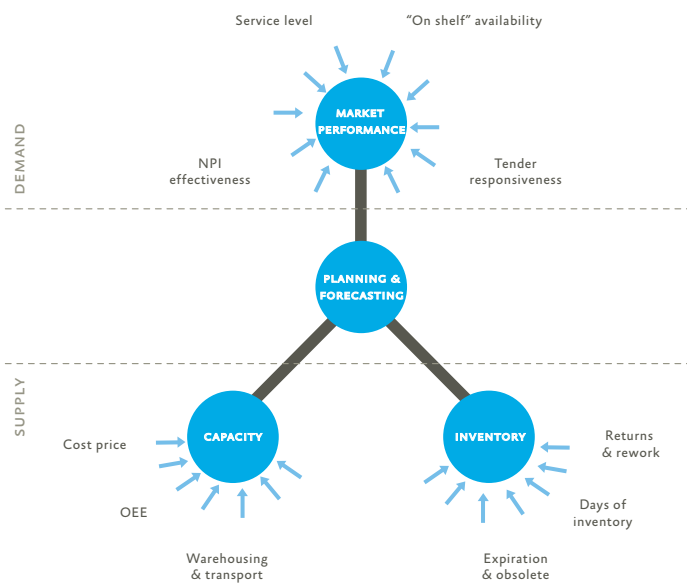 Service level
“On shelf” availability
MARKET
PERFORMANCE
DEMAND
NPI
effectiveness
Tender
responsiveness
PLANNING &
FORECASTING
SUPPLY
CAPACITY
INVENTORY
Cost price
Returns
& rework
OEE
Days of
inventory
Warehousing
& transport
Expiration
& obsolete